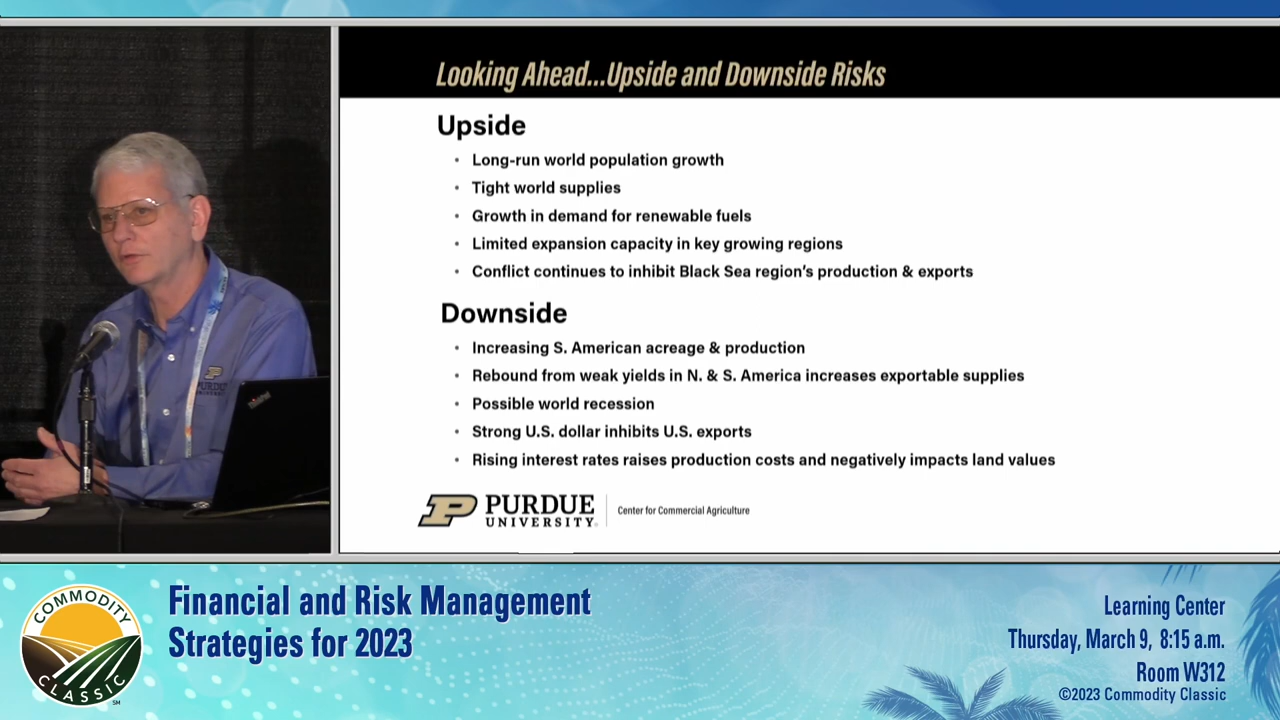 Looking Ahead...Upside and Downside Risks
Upside
• Long-run world population growth
• Tight world supplies
• Growth in demand for renewable fuels
• Limited expansion capacity in key growing regions
• Conflict continues to inhibit Black Sea region's production & exports
Downside
• Increasing S. American acreage & production
• Rebound from weak yields in N. & S. America increases exportable supplies
• Possible world recession
• Strong U.S. dollar inhibits U.S. exports
• Rising interest rates raises production costs and negatively impacts land values
P PURDUE UNIVERSITY. Center for Commercial Agriculture
PURDUE
UNIVERSITY
ThinkPad
COMMODITY
CLASSIC
SM
Financial and Risk Management
Strategies for 2023
Learning Center
Thursday, March 9, 8:15 a.m.
Room W312
©2023 Commodity Classic